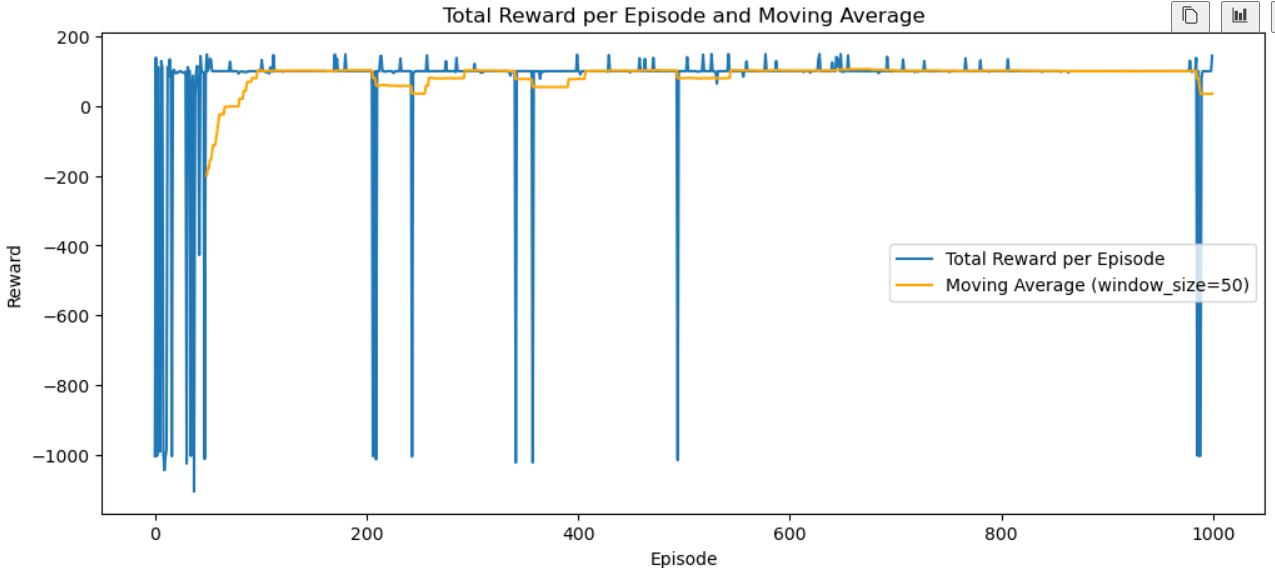 Total Reward per Episode and Moving Average
200
0
−200
−400
−600
−800
−1000
Reward
Total Reward per Episode
Moving Average (window_size=50)
0
200
400
600
800
1000
Episode